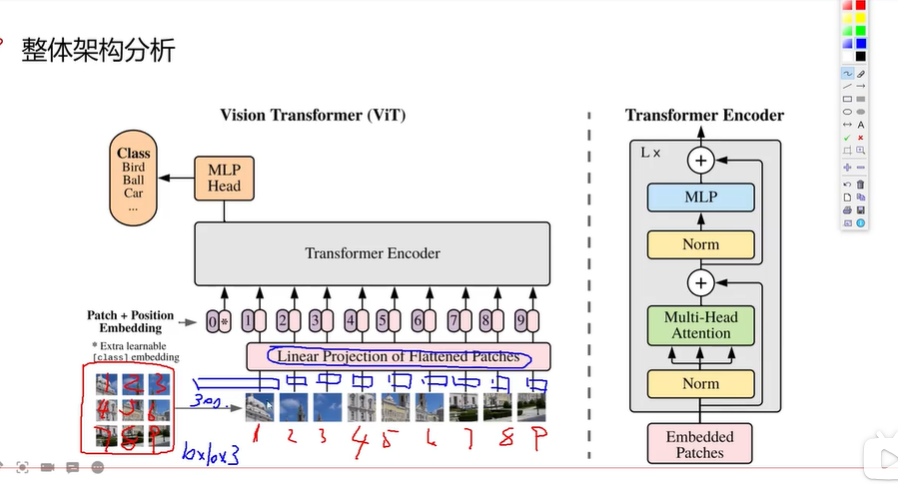 整体架构分析
Vision Transformer (ViT)
Transformer Encoder
Class
Bird
Ball
Car
...
MLP
Head
Transformer Encoder
Patch + Position
Embedding
* Extra learnable
[class] embedding
0 * 1 2 3 4 5 6 7 8 9
Linear Projection of Flattened Patches
1 2 3
4 5 6
7 8 9
300.
10x10x3
1 2 3 4 5 6 7 8 9
L x
+
MLP
Norm
+
Multi-Head
Attention
Norm
Embedded
Patches
A